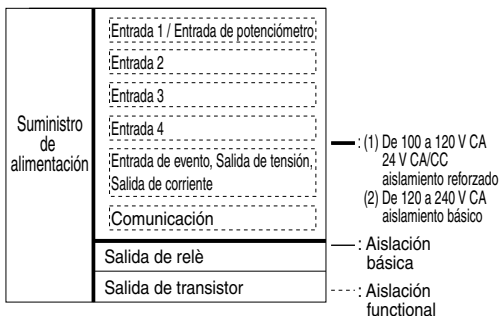 Suministro
de
alimentación
Entrada 1 / Entrada de potenciómetro
Entrada 2
Entrada 3
Entrada 4
Entrada de evento, Salida de tensión,
Salida de corriente
Comunicación
Salida de relè
Salida de transistor
: (1) De 100 a 120 V CA
24 V CA/CC
aislamiento reforzado
(2) De 120 a 240 V CA
aislamiento básico
: Aislación
básica
: Aislación
functional